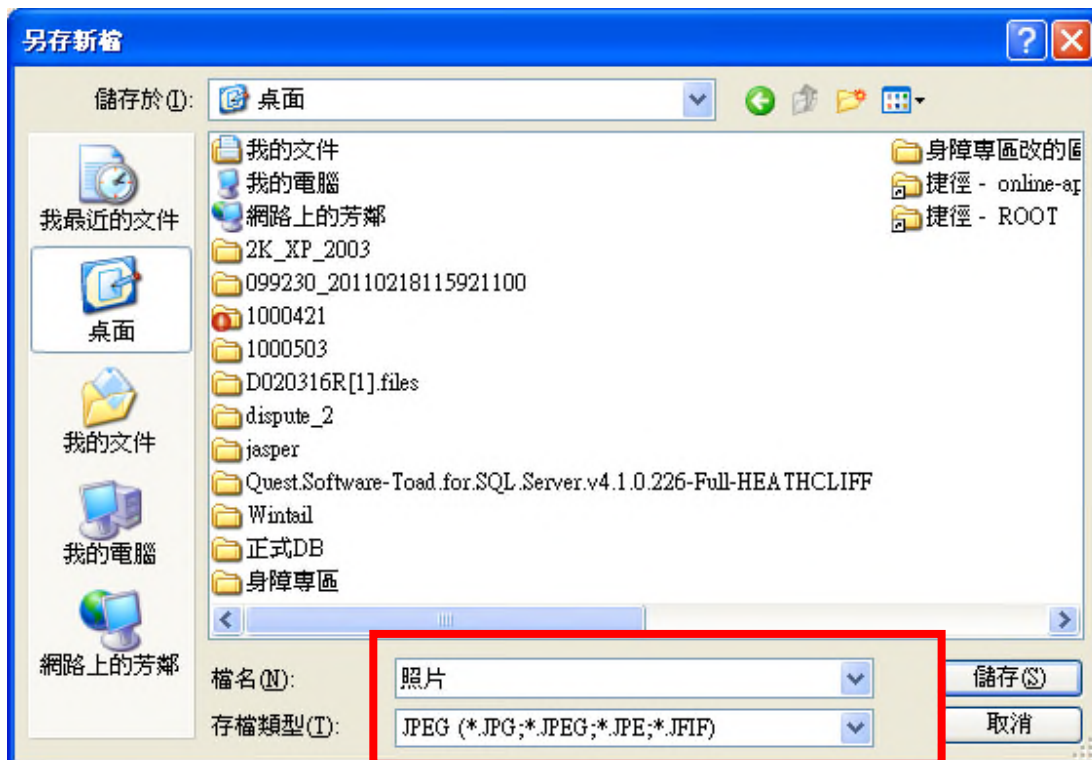 另存新檔
儲存於(I):
桌面
我最近的文件
桌面
我的文件
我的電腦
網路上的芳鄰
我的文件
我的電腦
網路上的芳鄰
2K_XP_2003
099230_20110218115921100
1000421
1000503
D020316R[1].files
dispute_2
jasper
Quest.Software-Toad.for.SQL.Server.v4.1.0.226-Full-HEATHCLIFF
Wintail
正式DB
身障專區
身障專區改的
捷徑 - online-ap
捷徑 - ROOT
檔名(N):
照片
儲存(S)
存檔類型(T):
JPEG (*.JPG;*.JPEG;*.JPE;*.JFIF)
取消